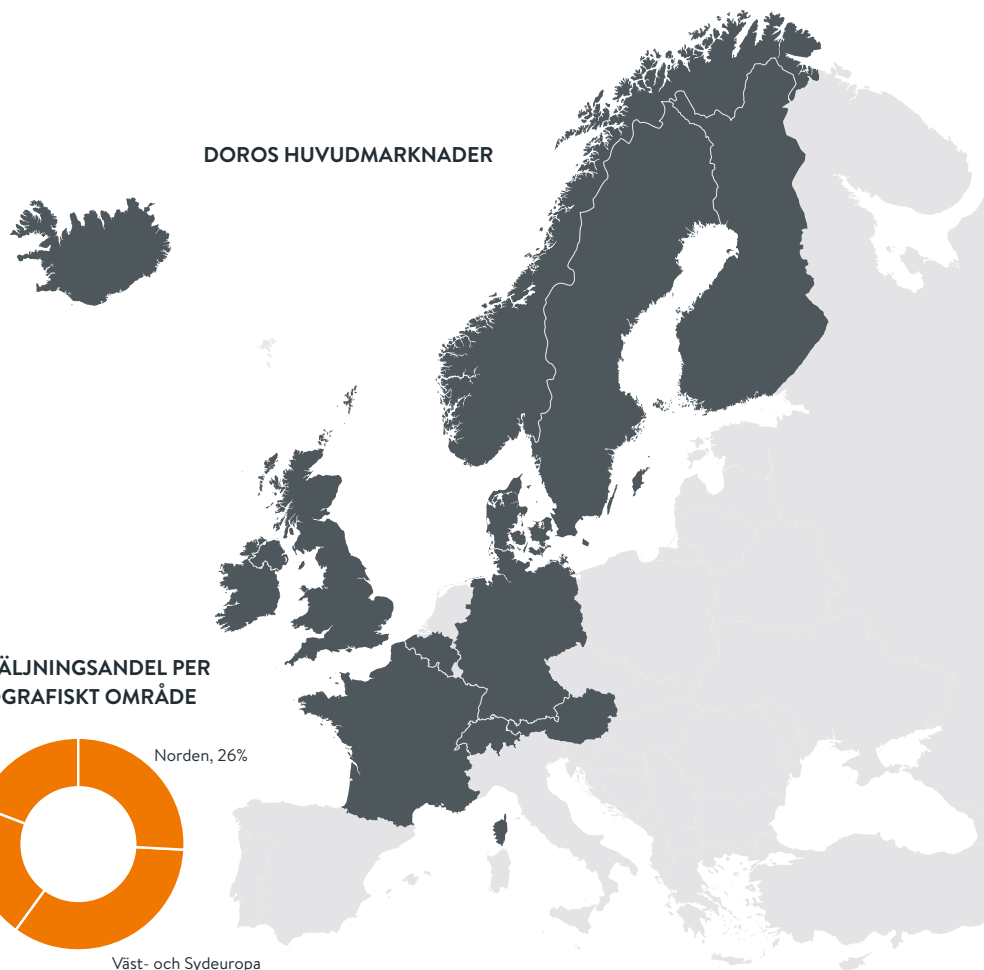 DOROS HUVUDMARKNADER
ÄLJNINGSANDEL PER
GRAFISKT OMRÅDE
Norden, 26%
Väst- och Sydeuropa